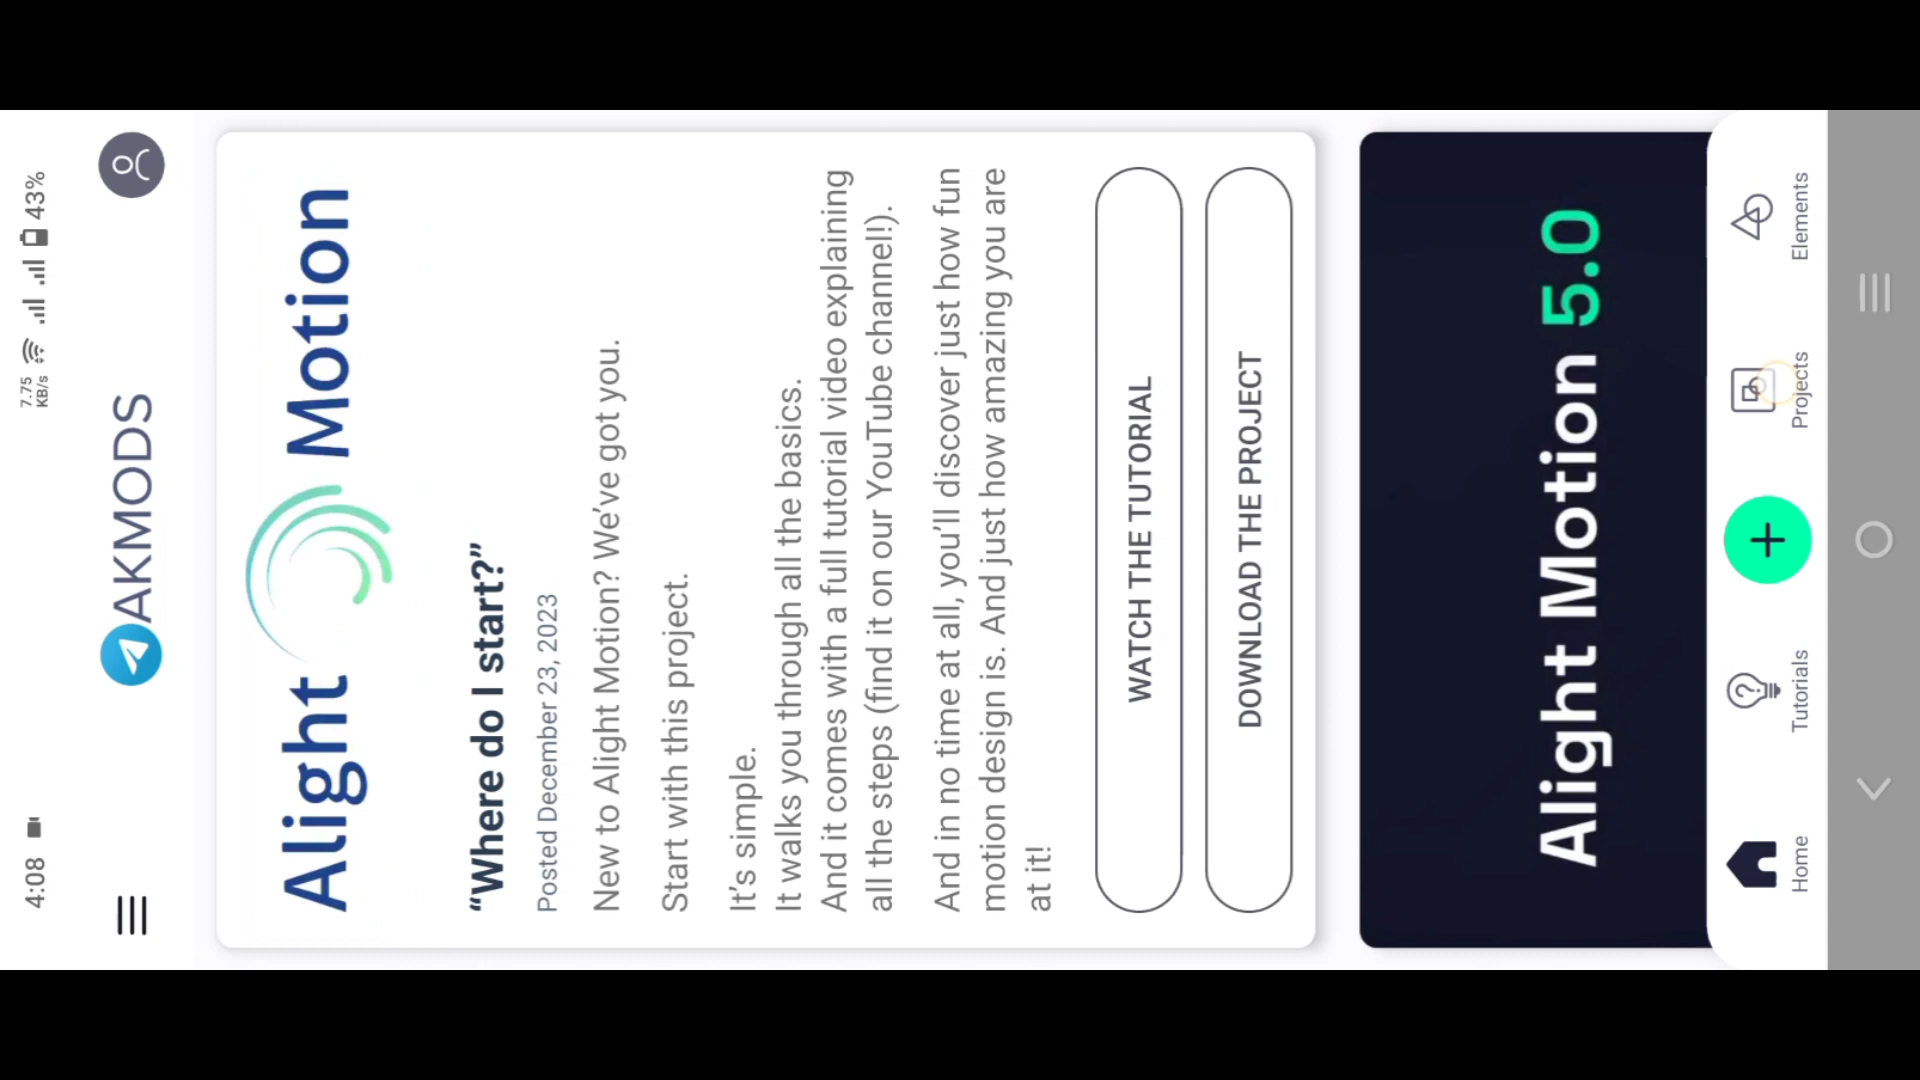 4:08
7.75
KB/s
43%
AKMODS
Alight Motion
“Where do I start?”
Posted December 23, 2023
New to Alight Motion? We’ve got you.
Start with this project.
It’s simple.
It walks you through all the basics.
And it comes with a full tutorial video explaining
all the steps (find it on our YouTube channel!).
And in no time at all, you’ll discover just how fun
motion design is. And just how amazing you are
at it!
WATCH THE TUTORIAL
DOWNLOAD THE PROJECT
Alight Motion 5.0
Home
Tutorials
Projects
Elements